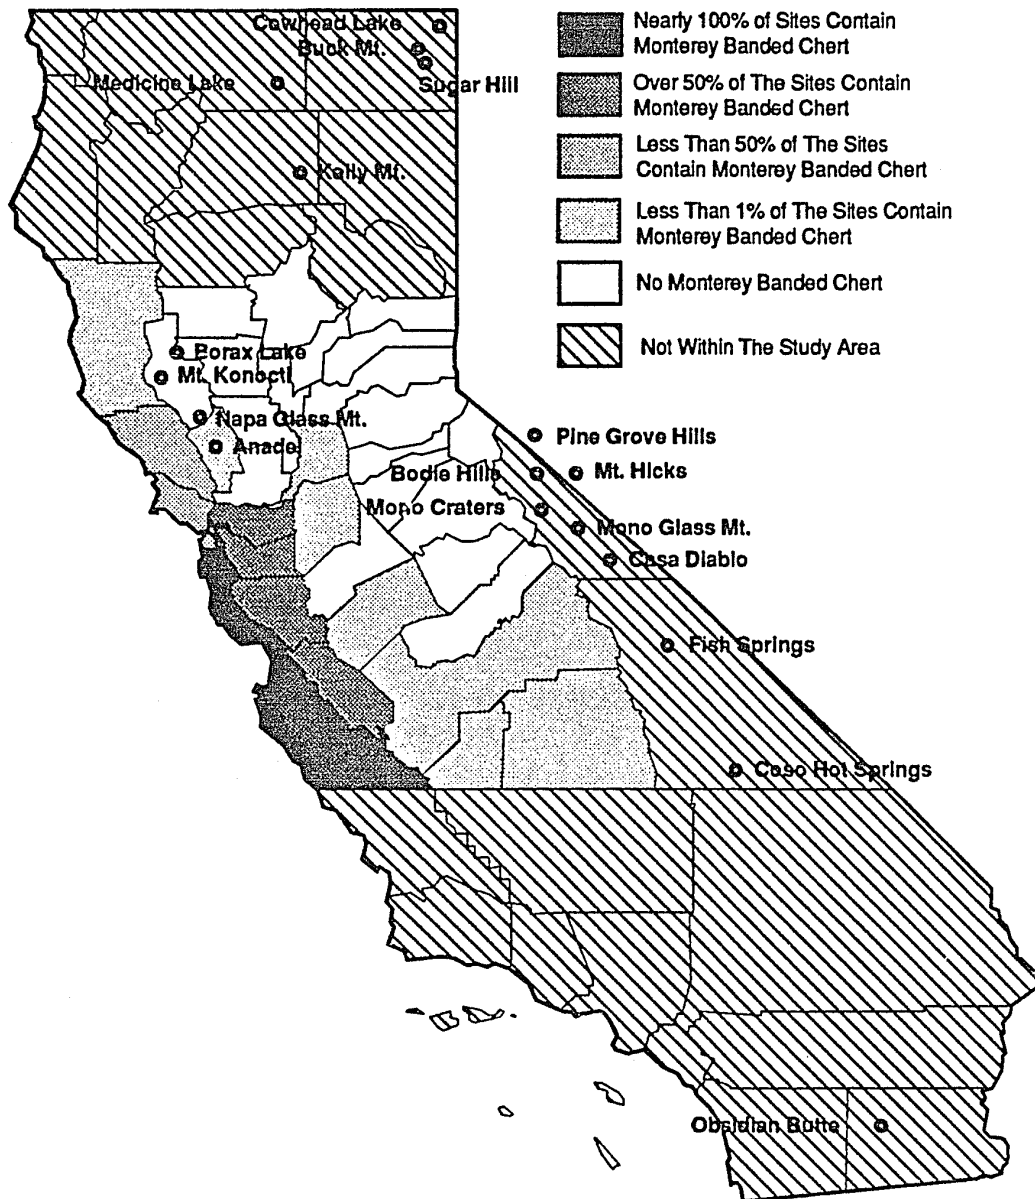 Cowhead Lake
Buck Mt.
Medicine Lake
Sugar Hill
Kelly Mt.
Nearly 100% of Sites Contain
Monterey Banded Chert
Over 50% of The Sites Contain
Monterey Banded Chert
Less Than 50% of The Sites
Contain Monterey Banded Chert
Less Than 1% of The Sites Contain
Monterey Banded Chert
No Monterey Banded Chert
Not Within The Study Area
Borax Lake
Mt. Konocti
Napa Glass Mt.
Anadel
Pine Grove Hills
Bodie Hills
Mt. Hicks
Mono Craters
Mono Glass Mt.
Casa Diablo
Fish Springs
Coso Hot Springs
Obsidian Butte